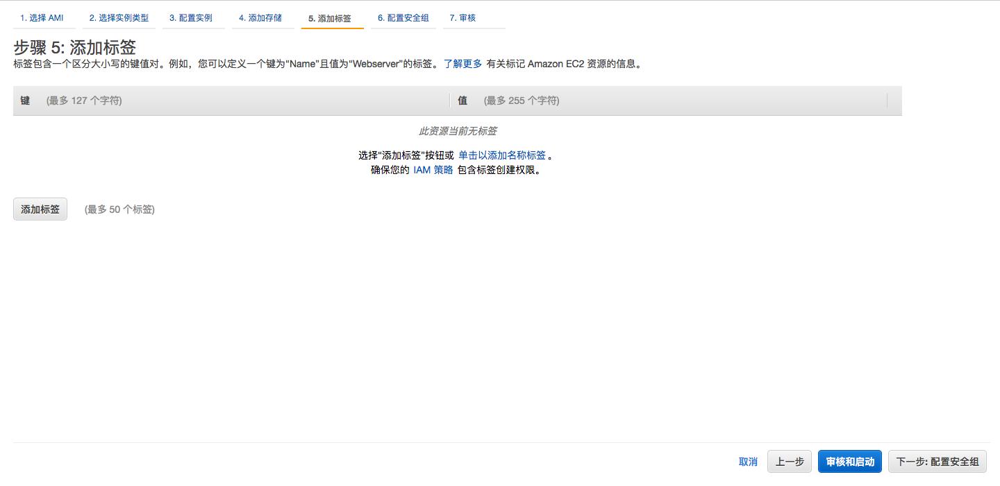 1. 选择 AMI 2. 选择实例类型 3. 配置实例 4. 添加存储 5. 添加标签 6. 配置安全组 7. 审核
步骤 5: 添加标签
标签包含一个区分大小写的键值对。例如，您可以定义一个键为“Name”且值为“Webserver”的标签。 了解更多 有关标记 Amazon EC2 资源的信息。
键 (最多 127 个字符) 值 (最多 255 个字符)
此资源当前无标签
选择“添加标签”按钮或 单击以添加名称标签 。
确保您的 IAM 策略 包含标签创建权限。
添加标签 (最多 50 个标签)
取消 上一步 审核和启动 下一步: 配置安全组